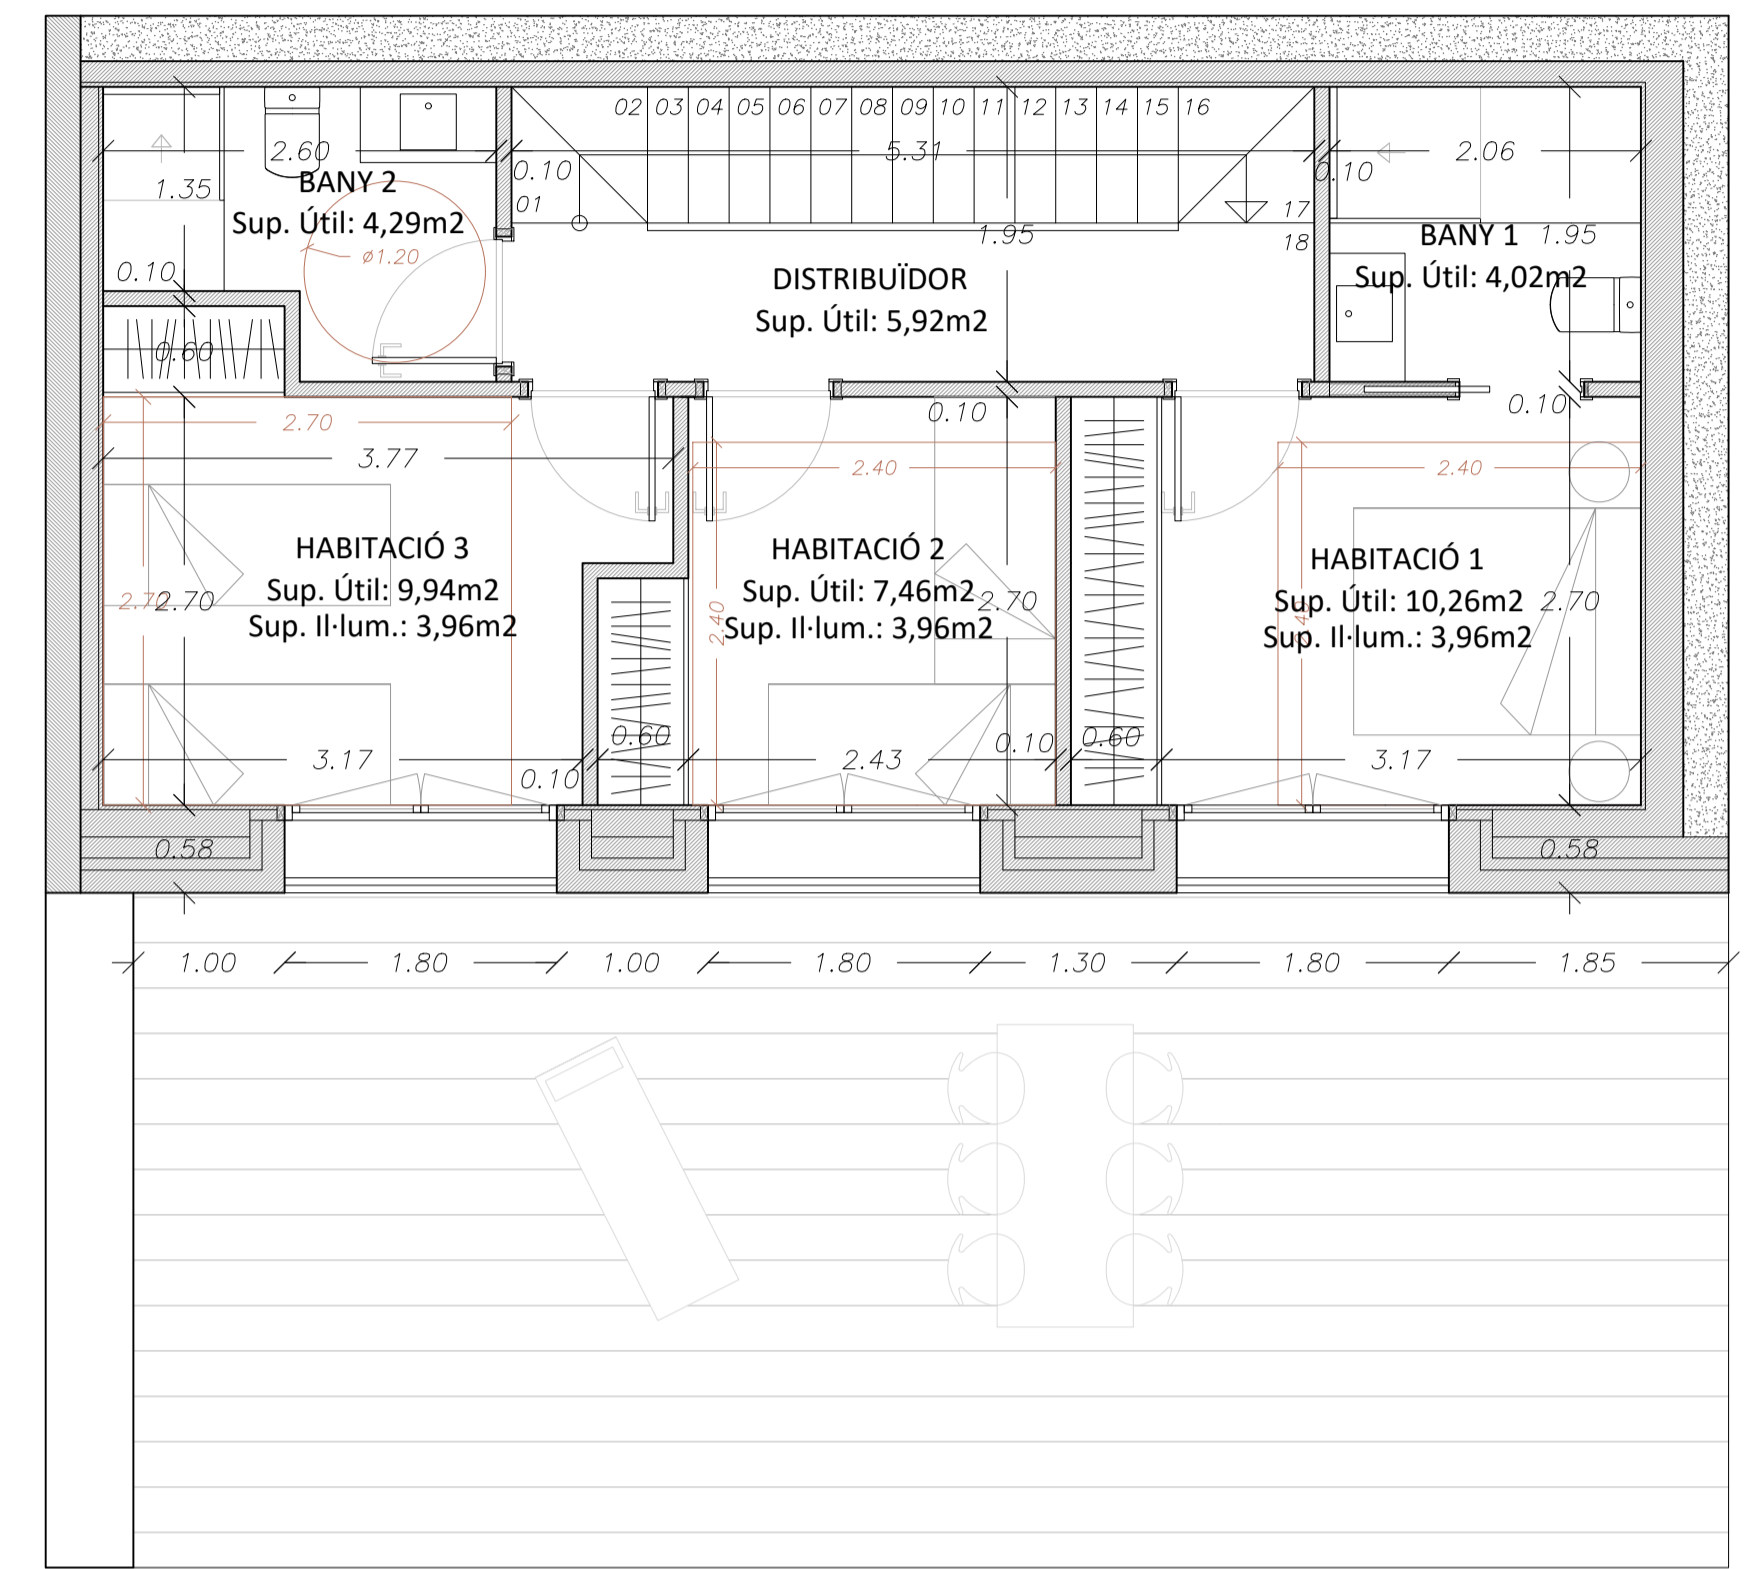 02 03 04 05 06 07 08 09 10 11 12 13 14 15 16
2.60
5.31
2.06
0.10
0.10
1.35
BANY 2
Sup. Útil: 4,29m2
01
17
18
1.95
BANY 1
1.95
ø1.20
0.10
DISTRIBUÏDOR
Sup. Útil: 5,92m2
Sup. Útil: 4,02m2
0.60
0.10
0.10
2.70
3.77
2.40
2.40
HABITACIÓ 3
Sup. Útil: 9,94m2
Sup. Il·lum.: 3,96m2
HABITACIÓ 2
Sup. Útil: 7,46m2
Sup. Il·lum.: 3,96m2
HABITACIÓ 1
Sup. Útil: 10,26m2
Sup. Il·lum.: 3,96m2
2.70
2.70
2.40
2.70
2.40
2.70
3.17
0.10
0.60
2.43
0.10
0.60
3.17
0.58
0.58
1.00
1.80
1.00
1.80
1.30
1.80
1.85